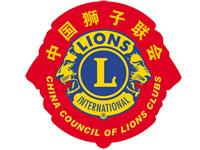 中国狮子联会
LIONS
L
INTERNATIONAL
®
CHINA COUNCIL OF LIONS CLUBS